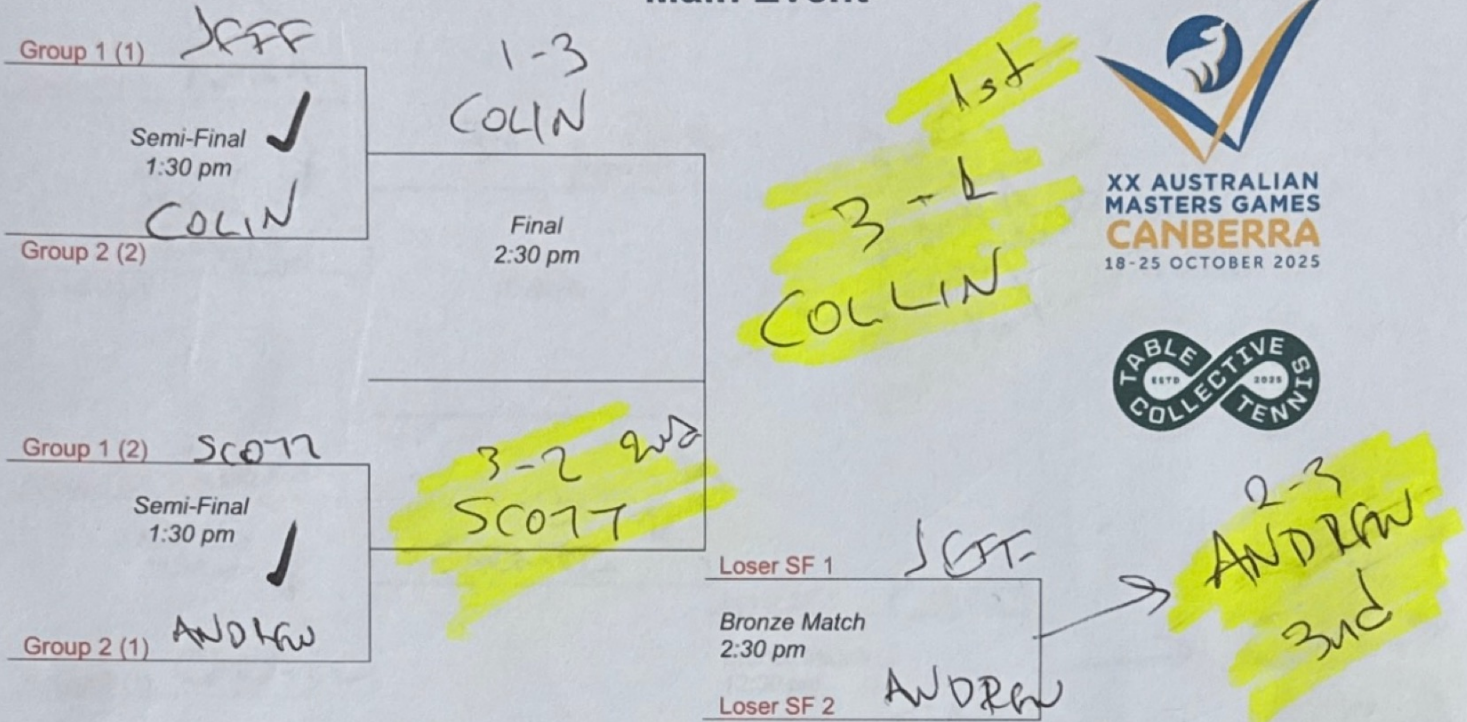 Main Event
Group 1 (1) JEFF
Semi-Final
1:30 pm
COLIN
Group 2 (2)
1-3
COLIN
Final
2:30 pm
1st
3-1
COLLIN
XX AUSTRALIAN
MASTERS GAMES
CANBERRA
18-25 OCTOBER 2025
TABLE TENNIS
COLLECTIVE
ESTD 2025
Group 1 (2) SCOTT
Semi-Final
1:30 pm
ANDREW
Group 2 (1)
3-2 2nd
SCOTT
Loser SF 1 JEFF
Bronze Match
2:30 pm
ANDREW
Loser SF 2
2-3
ANDREW
3rd